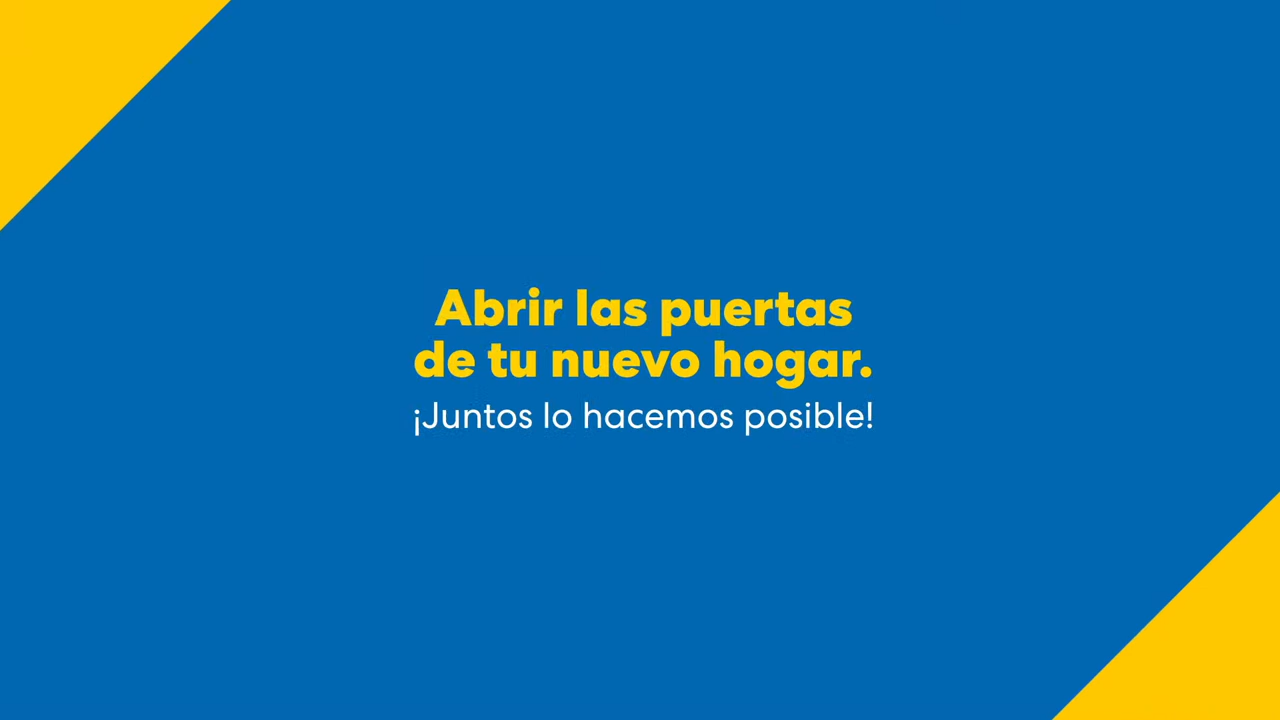 Abrir las puertas
de tu nuevo hogar.
¡Juntos lo hacemos posible!